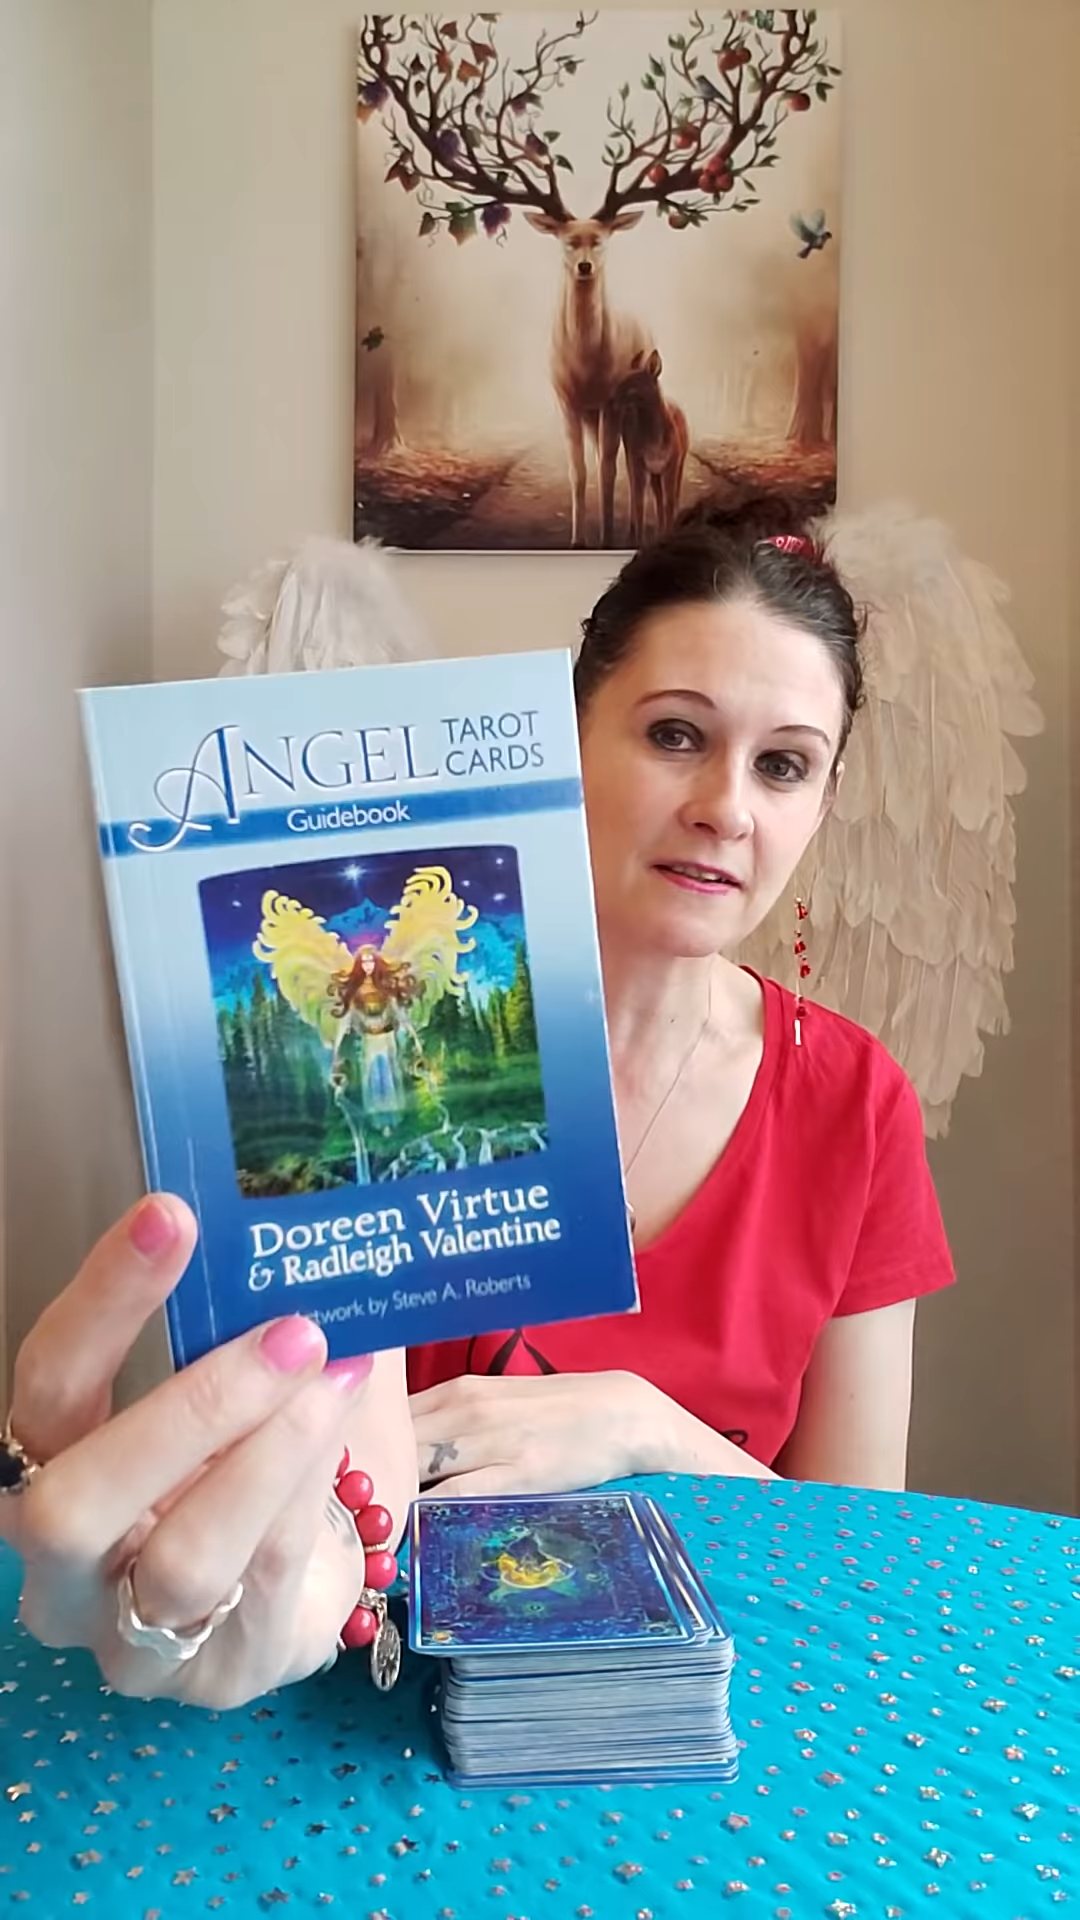 ANGEL TAROT CARDS
Guidebook
Doreen Virtue
& Radleigh Valentine
Artwork by Steve A. Roberts